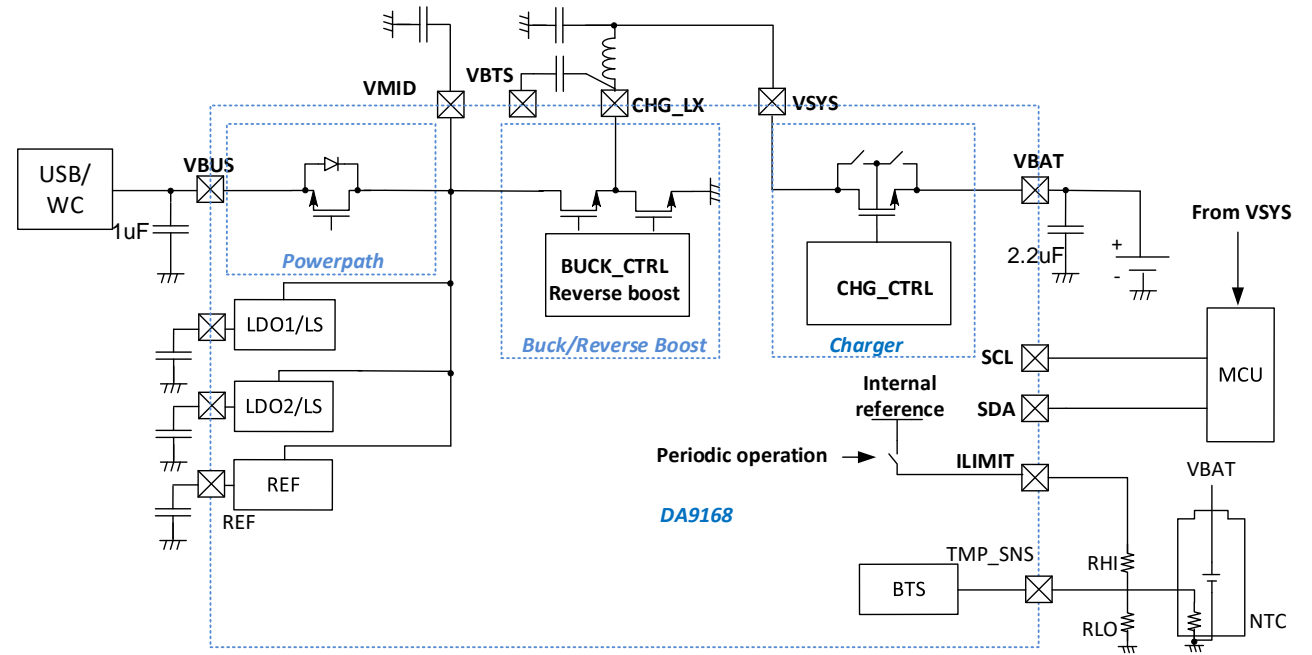 VMID
VBTS
CHG_LX
VSYS
USB/
WC
VBUS
1uF
Powerpath
BUCK_CTRL
Reverse boost
Buck/Reverse Boost
CHG_CTRL
Charger
VBAT
2.2uF
+
-
From VSYS
MCU
LDO1/LS
LDO2/LS
REF
REF
SCL
SDA
Internal
reference
Periodic operation
ILIMIT
DA9168
BTS
TMP_SNS
RHI
RLO
VBAT
NTC